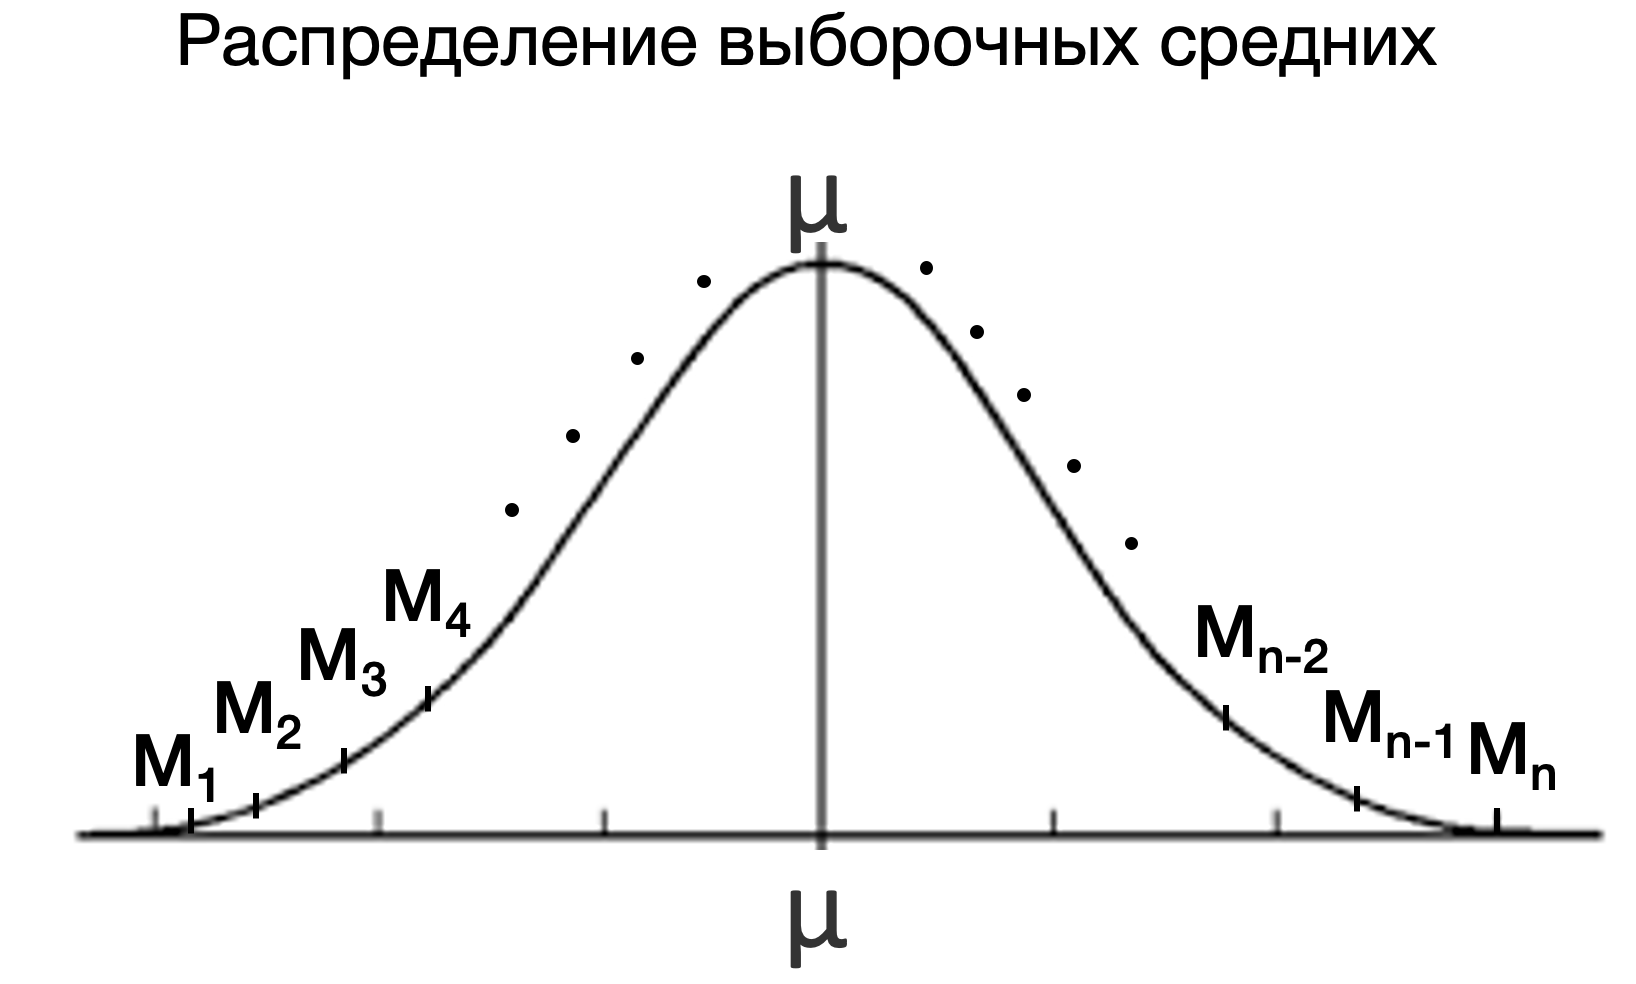 Распределение выборочных средних
μ
M₄
M₃
M₂
M₁
Mₙ₋₂
Mₙ₋₁
Mₙ
μ